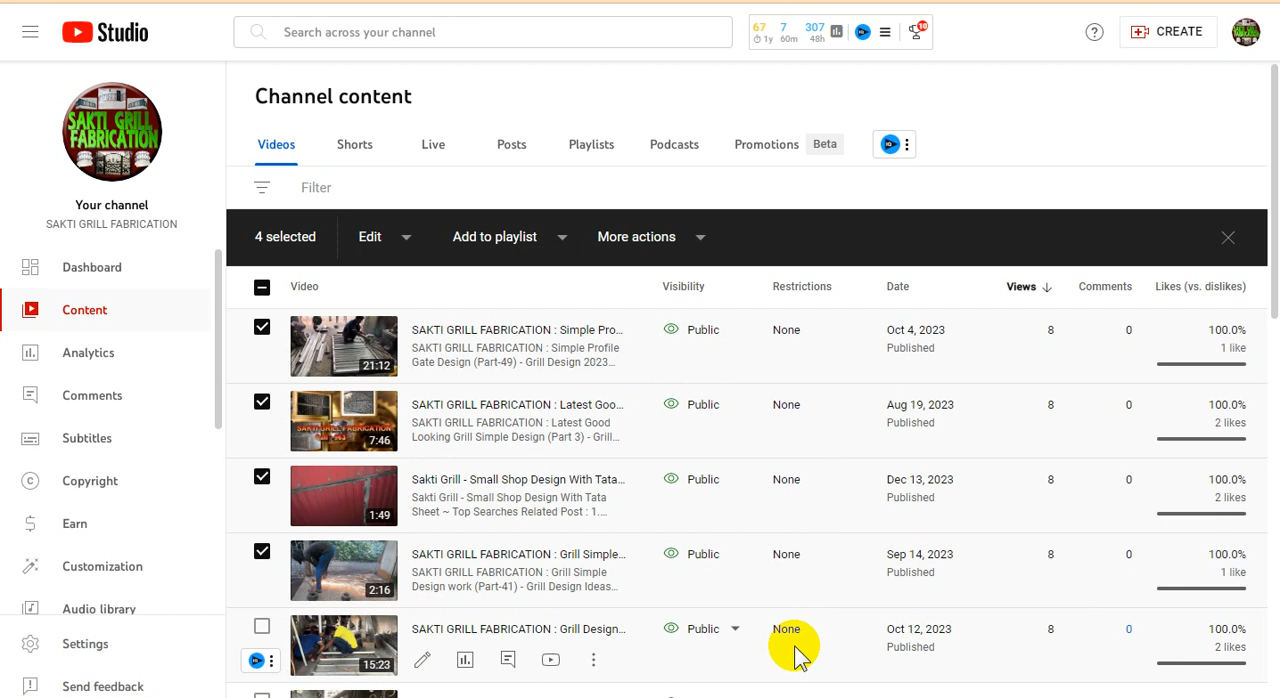 Studio
Search across your channel
67 7 307
1y 60m 48h
10
CREATE
SAKTI GRILL
FABRICATION
Your channel
SAKTI GRILL FABRICATION
Dashboard
Content
Analytics
Comments
Subtitles
Copyright
Earn
Customization
Audio library
Settings
Send feedback
Channel content
Videos Shorts Live Posts Playlists Podcasts Promotions Beta
Filter
4 selected Edit Add to playlist More actions
Video Visibility Restrictions Date Views Comments Likes (vs. dislikes)
21:12
SAKTI GRILL FABRICATION : Simple Pro... Public None Oct 4, 2023 8 0 100.0%
SAKTI GRILL FABRICATION : Simple Profile Published 1 like
Gate Design (Part-49) - Grill Design 2023...
SAKTI GRILL FABRICATION
7:46
SAKTI GRILL FABRICATION : Latest Goo... Public None Aug 19, 2023 8 0 100.0%
SAKTI GRILL FABRICATION : Latest Good Published 2 likes
Looking Grill Simple Design (Part 3) - Grill...
1:49
Sakti Grill - Small Shop Design With Tata... Public None Dec 13, 2023 8 0 100.0%
Sakti Grill - Small Shop Design With Tata Published 2 likes
Sheet ~ Top Searches Related Post : 1....
2:16
SAKTI GRILL FABRICATION : Grill Simple... Public None Sep 14, 2023 8 0 100.0%
SAKTI GRILL FABRICATION : Grill Simple Published 1 like
Design work (Part-41) - Grill Design Ideas...
15:23
SAKTI GRILL FABRICATION : Grill Design... Public None Oct 12, 2023 8 0 100.0%
Published 2 likes